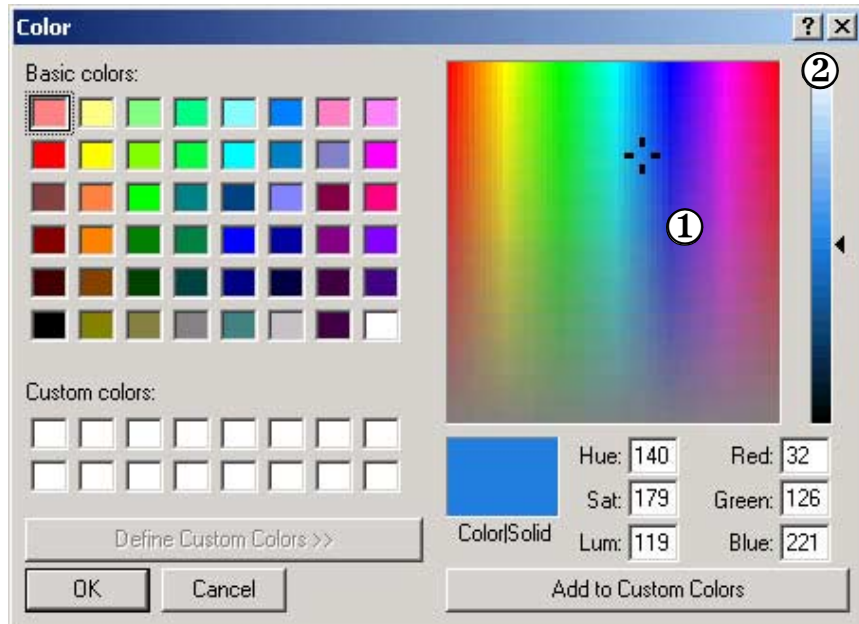 Color
?
Basic colors:
②
①
Custom colors:
Hue: 140 Red: 32
Sat: 179 Green: 126
Color|Solid Lum: 119 Blue: 221
Define Custom Colors >>
OK Cancel Add to Custom Colors